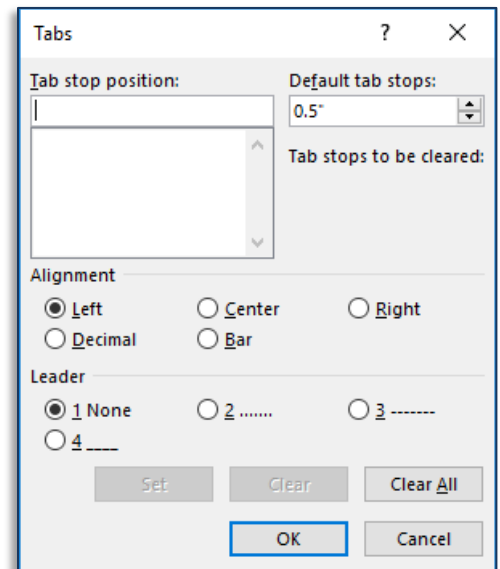 Tabs ?
Tab stop position: Default tab stops:
0.5"
Tab stops to be cleared:
Alignment
Left Center Right
Decimal Bar
Leader
1 None 2 ....... 3 -------
4 ____
Set Clear Clear All
OK Cancel